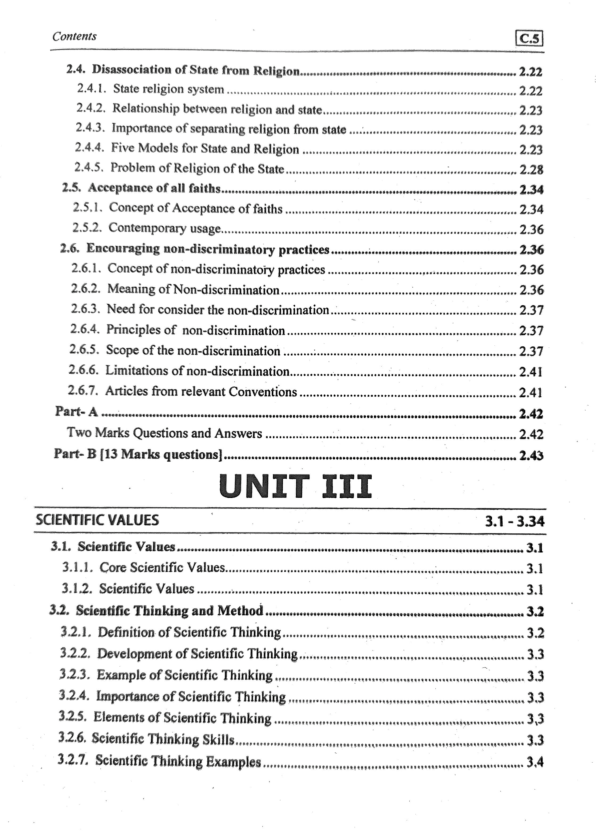 Contents C.5
2.4. Disassociation of State from Religion................ 2.22
2.4.1. State religion system ................ 2.22
2.4.2. Relationship between religion and state................ 2.23
2.4.3. Importance of separating religion from state ................ 2.23
2.4.4. Five Models for State and Religion ................ 2.23
2.4.5. Problem of Religion of the State................ 2.28
2.5. Acceptance of all faiths................ 2.34
2.5.1. Concept of Acceptance of faiths ................ 2.34
2.5.2. Contemporary usage................ 2.36
2.6. Encouraging non-discriminatory practices................ 2.36
2.6.1. Concept of non-discriminatory practices ................ 2.36
2.6.2. Meaning of Non-discrimination................ 2.36
2.6.3. Need for consider the non-discrimination................ 2.37
2.6.4. Principles of non-discrimination................ 2.37
2.6.5. Scope of the non-discrimination ................ 2.37
2.6.6. Limitations of non-discrimination................ 2.41
2.6.7. Articles from relevant Conventions ................ 2.41
Part- A ................ 2.42
Two Marks Questions and Answers ................ 2.42
Part- B [13 Marks questions]................ 2.43
UNIT III
SCIENTIFIC VALUES 3.1 - 3.34
3.1. Scientific Values................ 3.1
3.1.1. Core Scientific Values................ 3.1
3.1.2. Scientific Values ................ 3.1
3.2. Scientific Thinking and Method ................ 3.2
3.2.1. Definition of Scientific Thinking................ 3.2
3.2.2. Development of Scientific Thinking................ 3.3
3.2.3. Example of Scientific Thinking ................ 3.3
3.2.4. Importance of Scientific Thinking ................ 3.3
3.2.5. Elements of Scientific Thinking ................ 3.3
3.2.6. Scientific Thinking Skills................ 3.3
3.2.7. Scientific Thinking Examples ................ 3.4